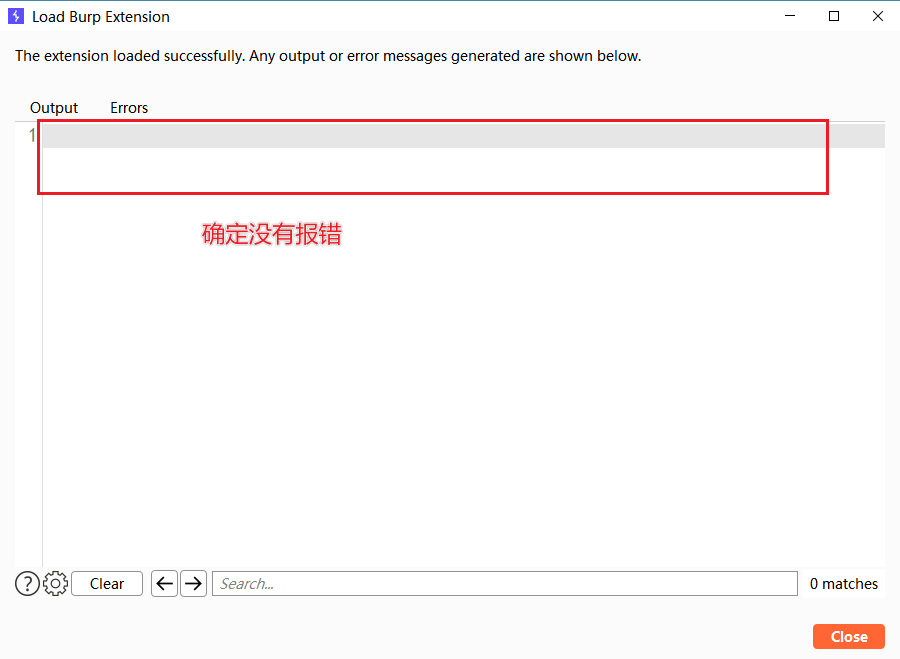 Load Burp Extension
The extension loaded successfully. Any output or error messages generated are shown below.
Output Errors
1
确定没有报错
? Clear Search... 0 matches
Close